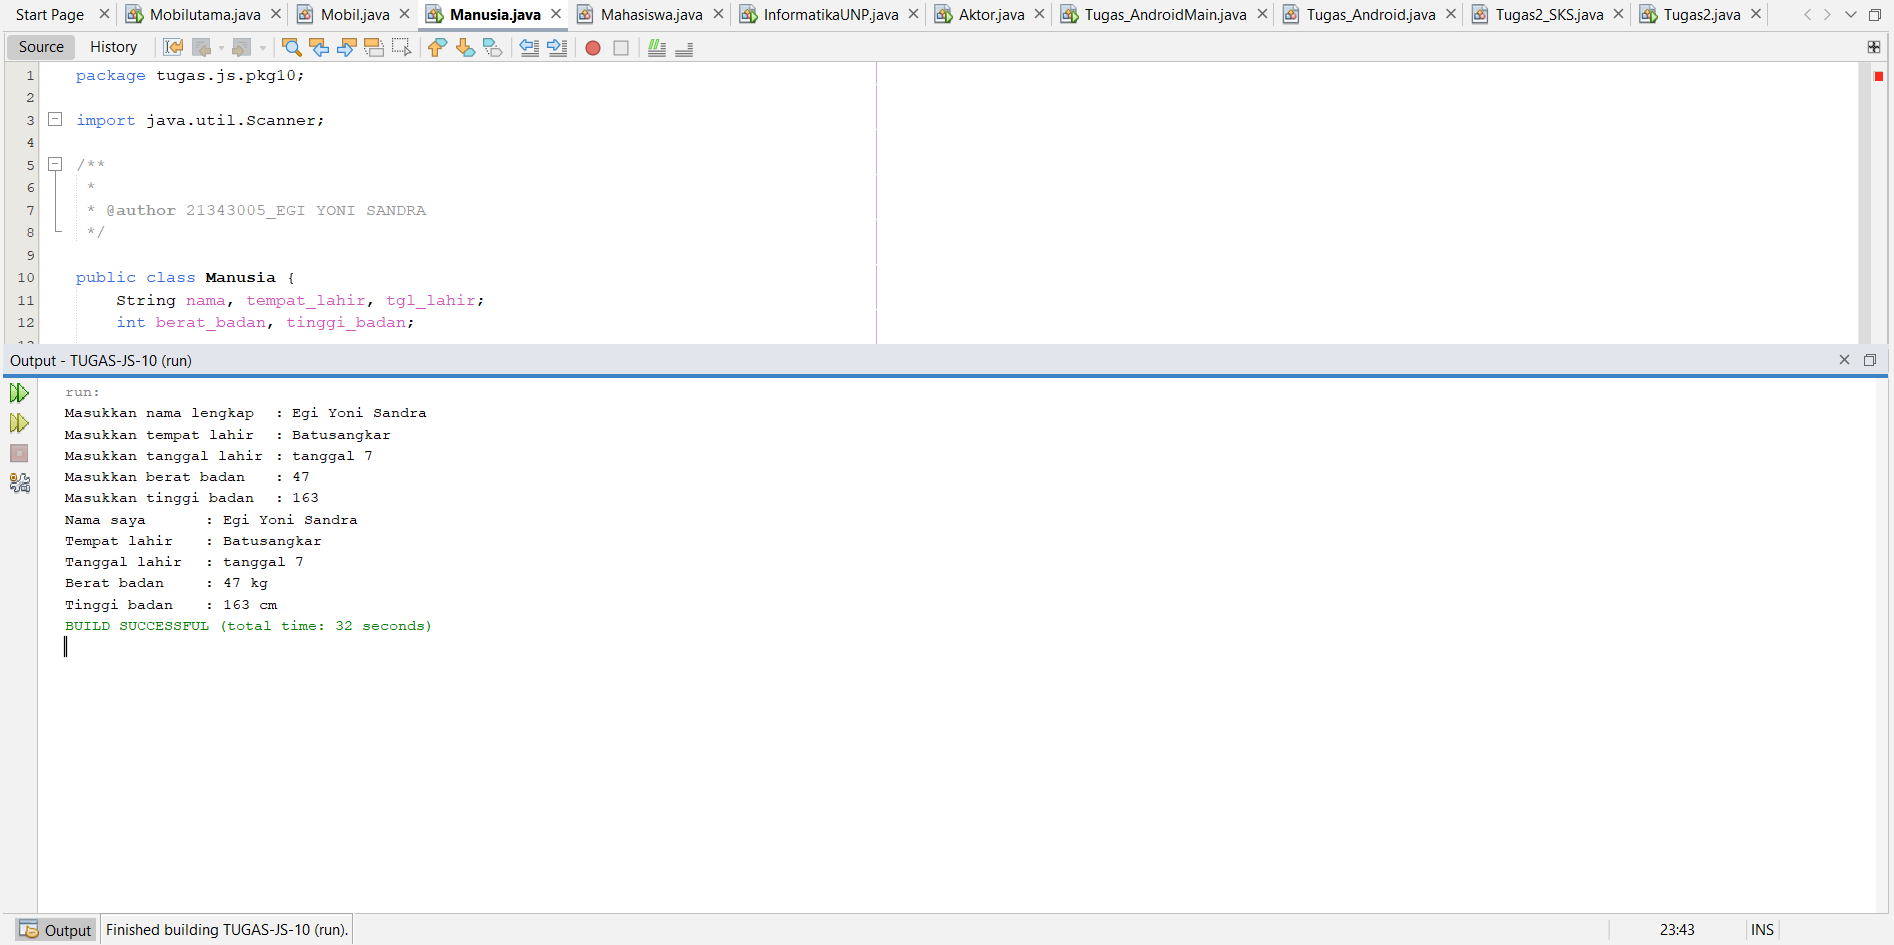 Start Page Mobilutama.java Mobil.java Manusia.java Mahasiswa.java InformatikaUNP.java Aktor.java Tugas_AndroidMain.java Tugas_Android.java Tugas2_SKS.java Tugas2.java
Source History
1 package tugas.js.pkg10;
2
3 import java.util.Scanner;
4
5 /**
6 *
7 * @author 21343005_EGI YONI SANDRA
8 */
9
10 public class Manusia {
11 String nama, tempat_lahir, tgl_lahir;
12 int berat_badan, tinggi_badan;
Output - TUGAS-JS-10 (run)
run:
Masukkan nama lengkap : Egi Yoni Sandra
Masukkan tempat lahir : Batusangkar
Masukkan tanggal lahir : tanggal 7
Masukkan berat badan : 47
Masukkan tinggi badan : 163
Nama saya : Egi Yoni Sandra
Tempat lahir : Batusangkar
Tanggal lahir : tanggal 7
Berat badan : 47 kg
Tinggi badan : 163 cm
BUILD SUCCESSFUL (total time: 32 seconds)
Output Finished building TUGAS-JS-10 (run). 23:43 INS